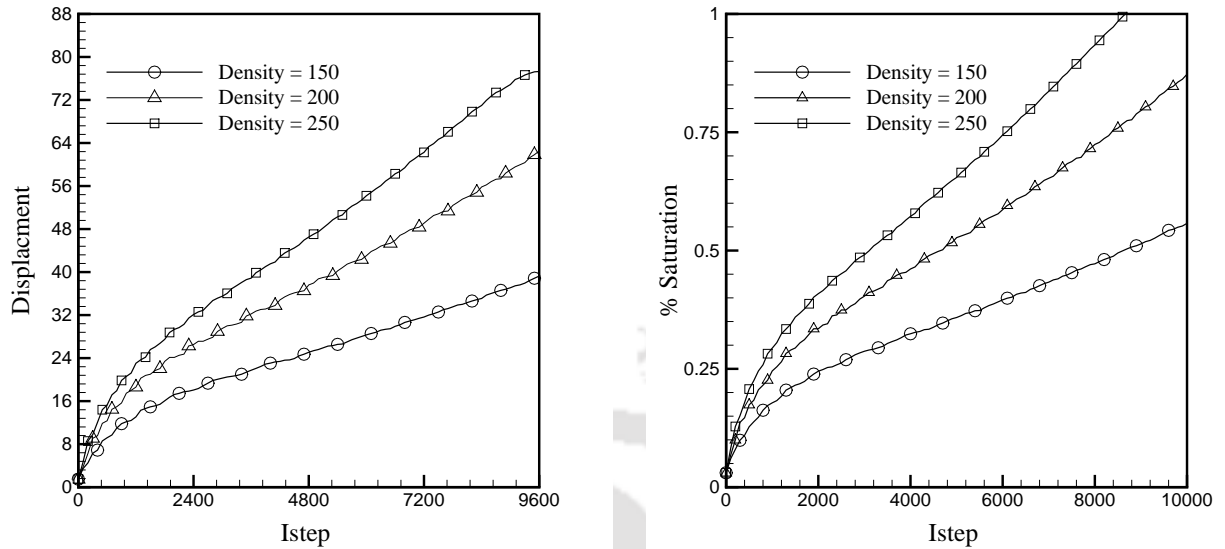 88
80
72
64
56
48
40
32
24
16
8
0
Displacment
Density = 150
Density = 200
Density = 250
0 2400 4800 7200 9600
Istep
1
0.75
0.5
0.25
0
% Saturation
Density = 150
Density = 200
Density = 250
0 2000 4000 6000 8000 10000
Istep